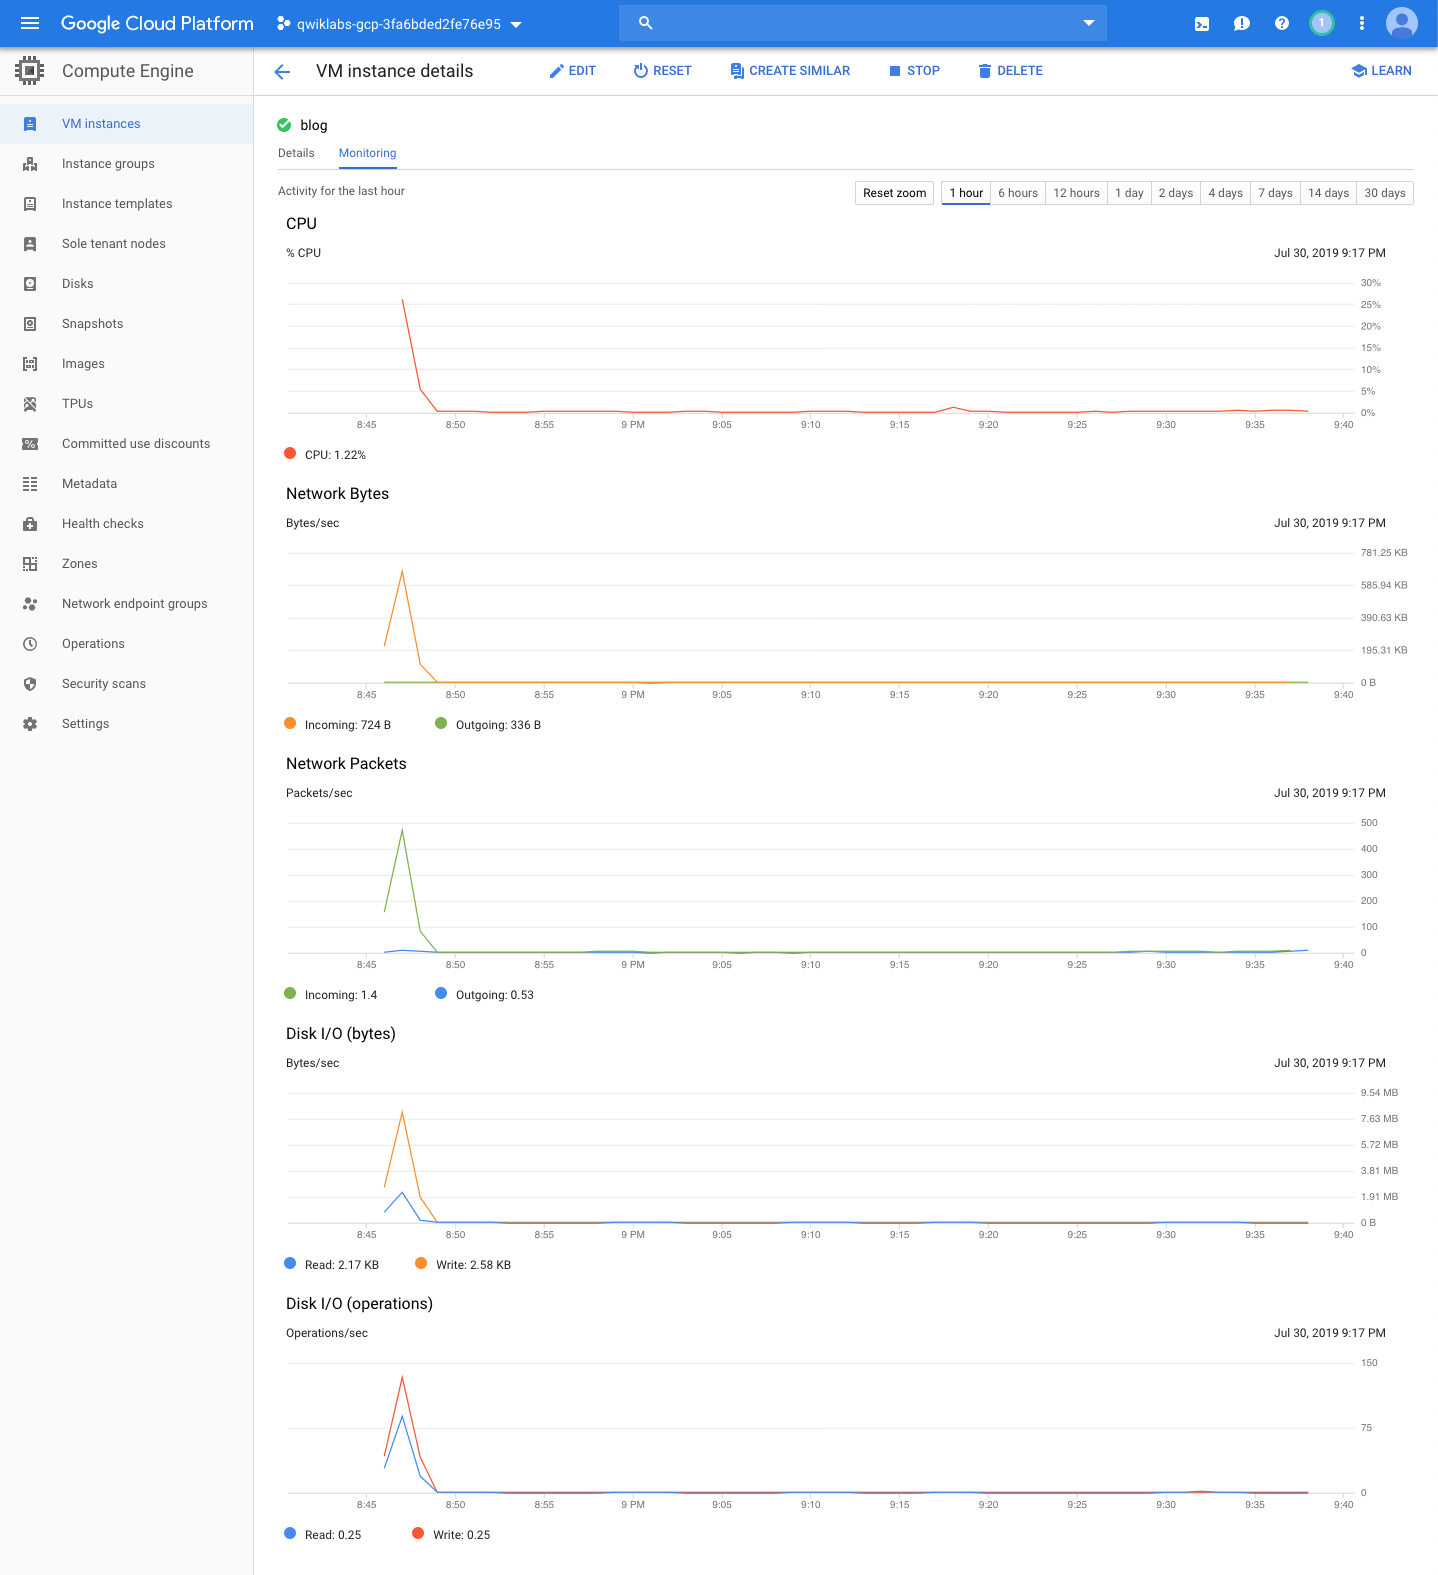 Google Cloud Platform
qwiklabs-gcp-3fa6bded2fe76e95
1
Compute Engine
VM instance details
EDIT
RESET
CREATE SIMILAR
STOP
DELETE
LEARN
VM instances
Instance groups
Instance templates
Sole tenant nodes
Disks
Snapshots
Images
TPUs
Committed use discounts
Metadata
Health checks
Zones
Network endpoint groups
Operations
Security scans
Settings
blog
Details Monitoring
Activity for the last hour
Reset zoom 1 hour 6 hours 12 hours 1 day 2 days 4 days 7 days 14 days 30 days
CPU
% CPU Jul 30, 2019 9:17 PM
30%
25%
20%
15%
10%
5%
0%
8:45 8:50 8:55 9 PM 9:05 9:10 9:15 9:20 9:25 9:30 9:35 9:40
CPU: 1.22%
Network Bytes
Bytes/sec Jul 30, 2019 9:17 PM
781.25 KB
585.94 KB
390.63 KB
195.31 KB
0 B
8:45 8:50 8:55 9 PM 9:05 9:10 9:15 9:20 9:25 9:30 9:35 9:40
Incoming: 724 B Outgoing: 336 B
Network Packets
Packets/sec Jul 30, 2019 9:17 PM
500
400
300
200
100
0
8:45 8:50 8:55 9 PM 9:05 9:10 9:15 9:20 9:25 9:30 9:35 9:40
Incoming: 1.4 Outgoing: 0.53
Disk I/O (bytes)
Bytes/sec Jul 30, 2019 9:17 PM
9.54 MB
7.63 MB
5.72 MB
3.81 MB
1.91 MB
0 B
8:45 8:50 8:55 9 PM 9:05 9:10 9:15 9:20 9:25 9:30 9:35 9:40
Read: 2.17 KB Write: 2.58 KB
Disk I/O (operations)
Operations/sec Jul 30, 2019 9:17 PM
150
75
0
8:45 8:50 8:55 9 PM 9:05 9:10 9:15 9:20 9:25 9:30 9:35 9:40
Read: 0.25 Write: 0.25